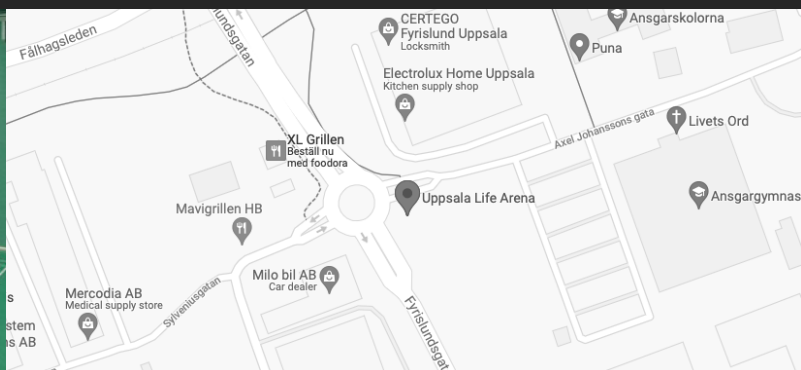 Fålhagsleden
CERTEGO
Fyrislund Uppsala
Locksmith
Ansgarskolorna
Puna
Electrolux Home Uppsala
Kitchen supply shop
XL Grillen
Beställ nu
med foodora
Axel Johanssons gata
Livets Ord
Uppsala Life Arena
Ansgargymnas
Mavigrillen HB
Milo bil AB
Car dealer
Mercodia AB
Medical supply store
Sylveniusgatan
Fyrislundsgat
lundsgatan
s
stem
ns AB